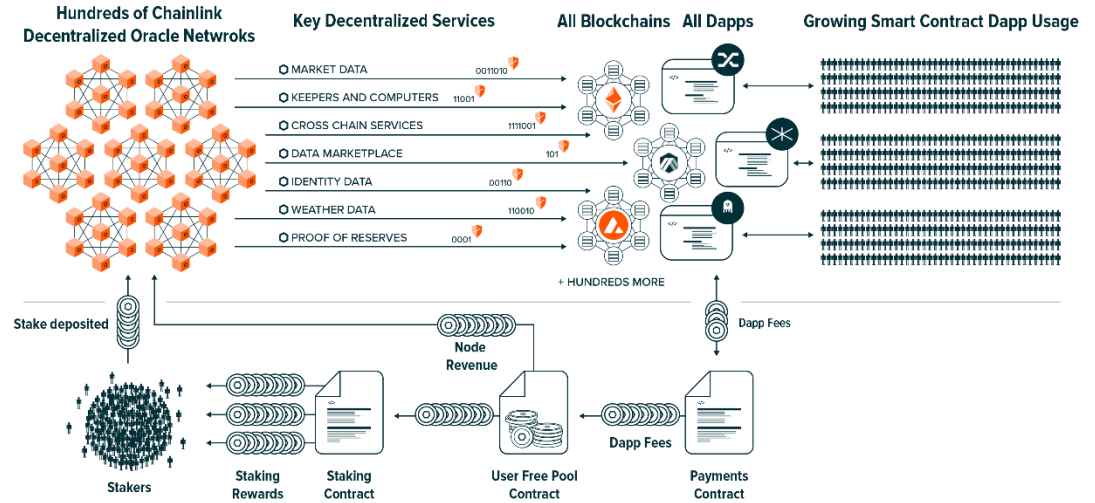 Hundreds of Chainlink
Decentralized Oracle Netwroks
Key Decentralized Services
All Blockchains
All Dapps
Growing Smart Contract Dapp Usage
MARKET DATA
0011010
KEEPERS AND COMPUTERS
11001
CROSS CHAIN SERVICES
1111001
DATA MARKETPLACE
101
IDENTITY DATA
00110
WEATHER DATA
110010
PROOF OF RESERVES
0001
</>
</>
</>
+ HUNDREDS MORE
Stake deposited
Node
Revenue
Dapp Fees
</>
</>
Dapp Fees
Stakers
Staking
Rewards
Staking
Contract
User Free Pool
Contract
Payments
Contract